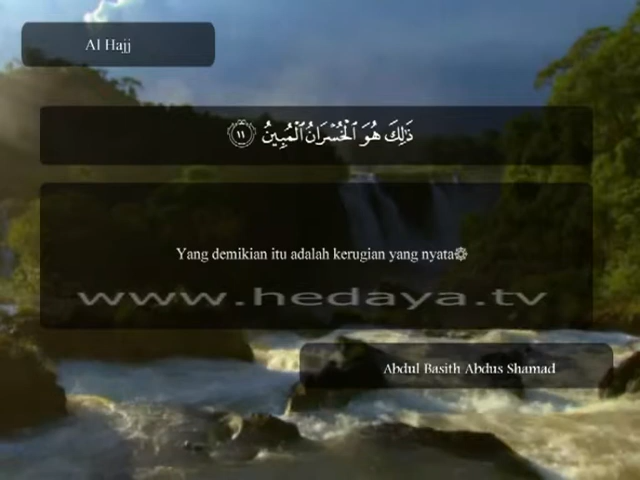 Al Hajj
ذَٰلِكَ هُوَ ٱلْخُسْرَانُ ٱلْمُبِينُ ۝١١
Yang demikian itu adalah kerugian yang nyata۞
www.hedaya.tv
Abdul Basith Abdus Shamad